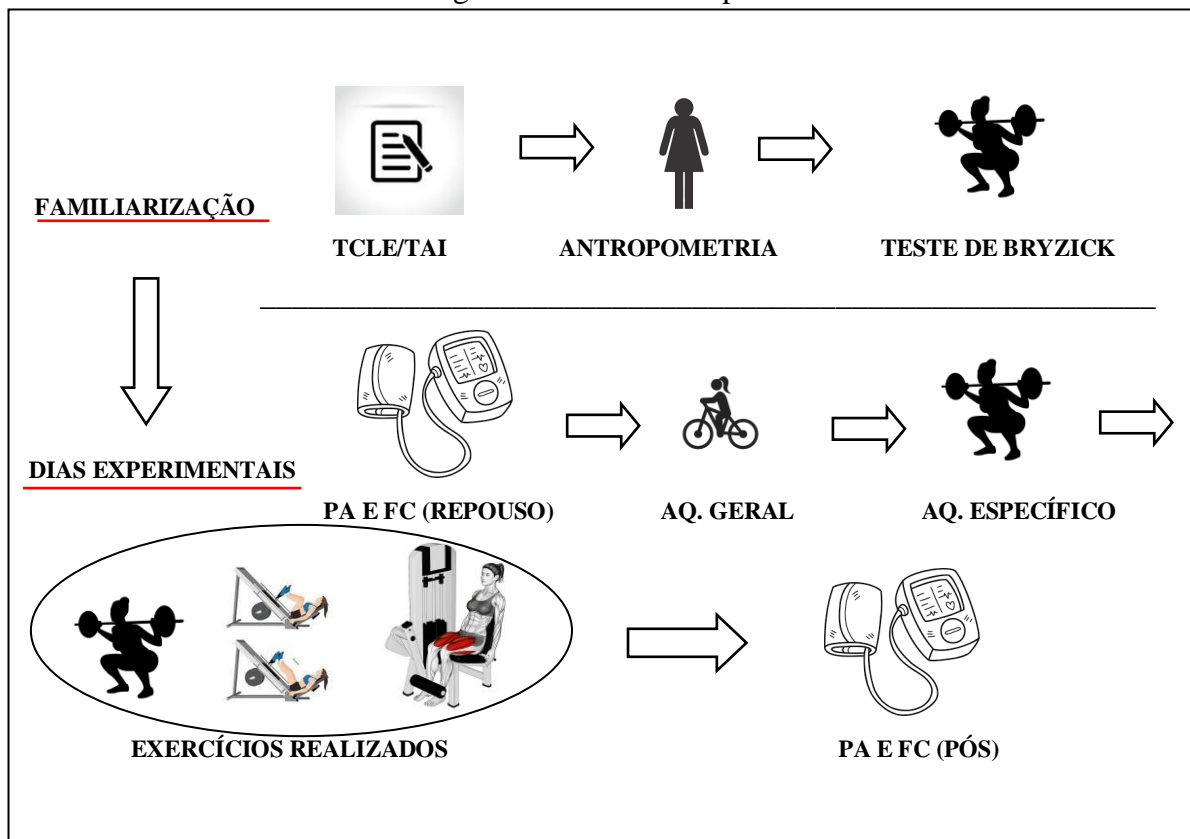 FAMILIARIZAÇÃO
TCLE/TAI
ANTROPOMETRIA
TESTE DE BRYZICK
DIAS EXPERIMENTAIS
PA E FC (REPOUSO)
AQ. GERAL
AQ. ESPECÍFICO
EXERCÍCIOS REALIZADOS
PA E FC (PÓS)